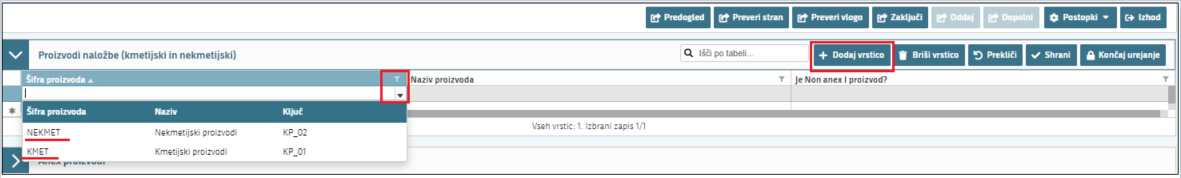 Predogled Preveri stran Preveri vlogo Zaključi Oddaj Dopolni Postopki Izhod
Proizvodi naložbe (kmetijski in nekmetijski) Išči po tabeli... Dodaj vrstico Briši vrstico Prekliči Shrani Končaj urejanje
Šifra proizvoda Naziv proizvoda Je Non anex I proizvod?
Šifra proizvoda Naziv Ključ
NEKMET Nekmetijski proizvodi KP_02
Vseh vrstic: 1. Izbrani zapis 1/1
KMET Kmetijski proizvodi KP_01
Anex proizvodi